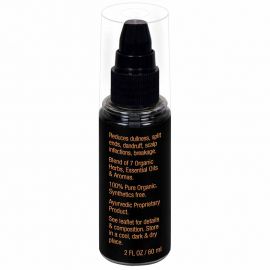 Reduces dullness, split
ends, dandruff, scalp
infections, breakage.
Blend of 7 Organic
Herbs, Essential Oils
& Aromas.
100% Pure Organic.
Synthetics free.
Ayurvedic Proprietary
Product.
See leaflet for details
& composition. Store
in a cool, dark & dry
place.
2 FL OZ/ 60 ml